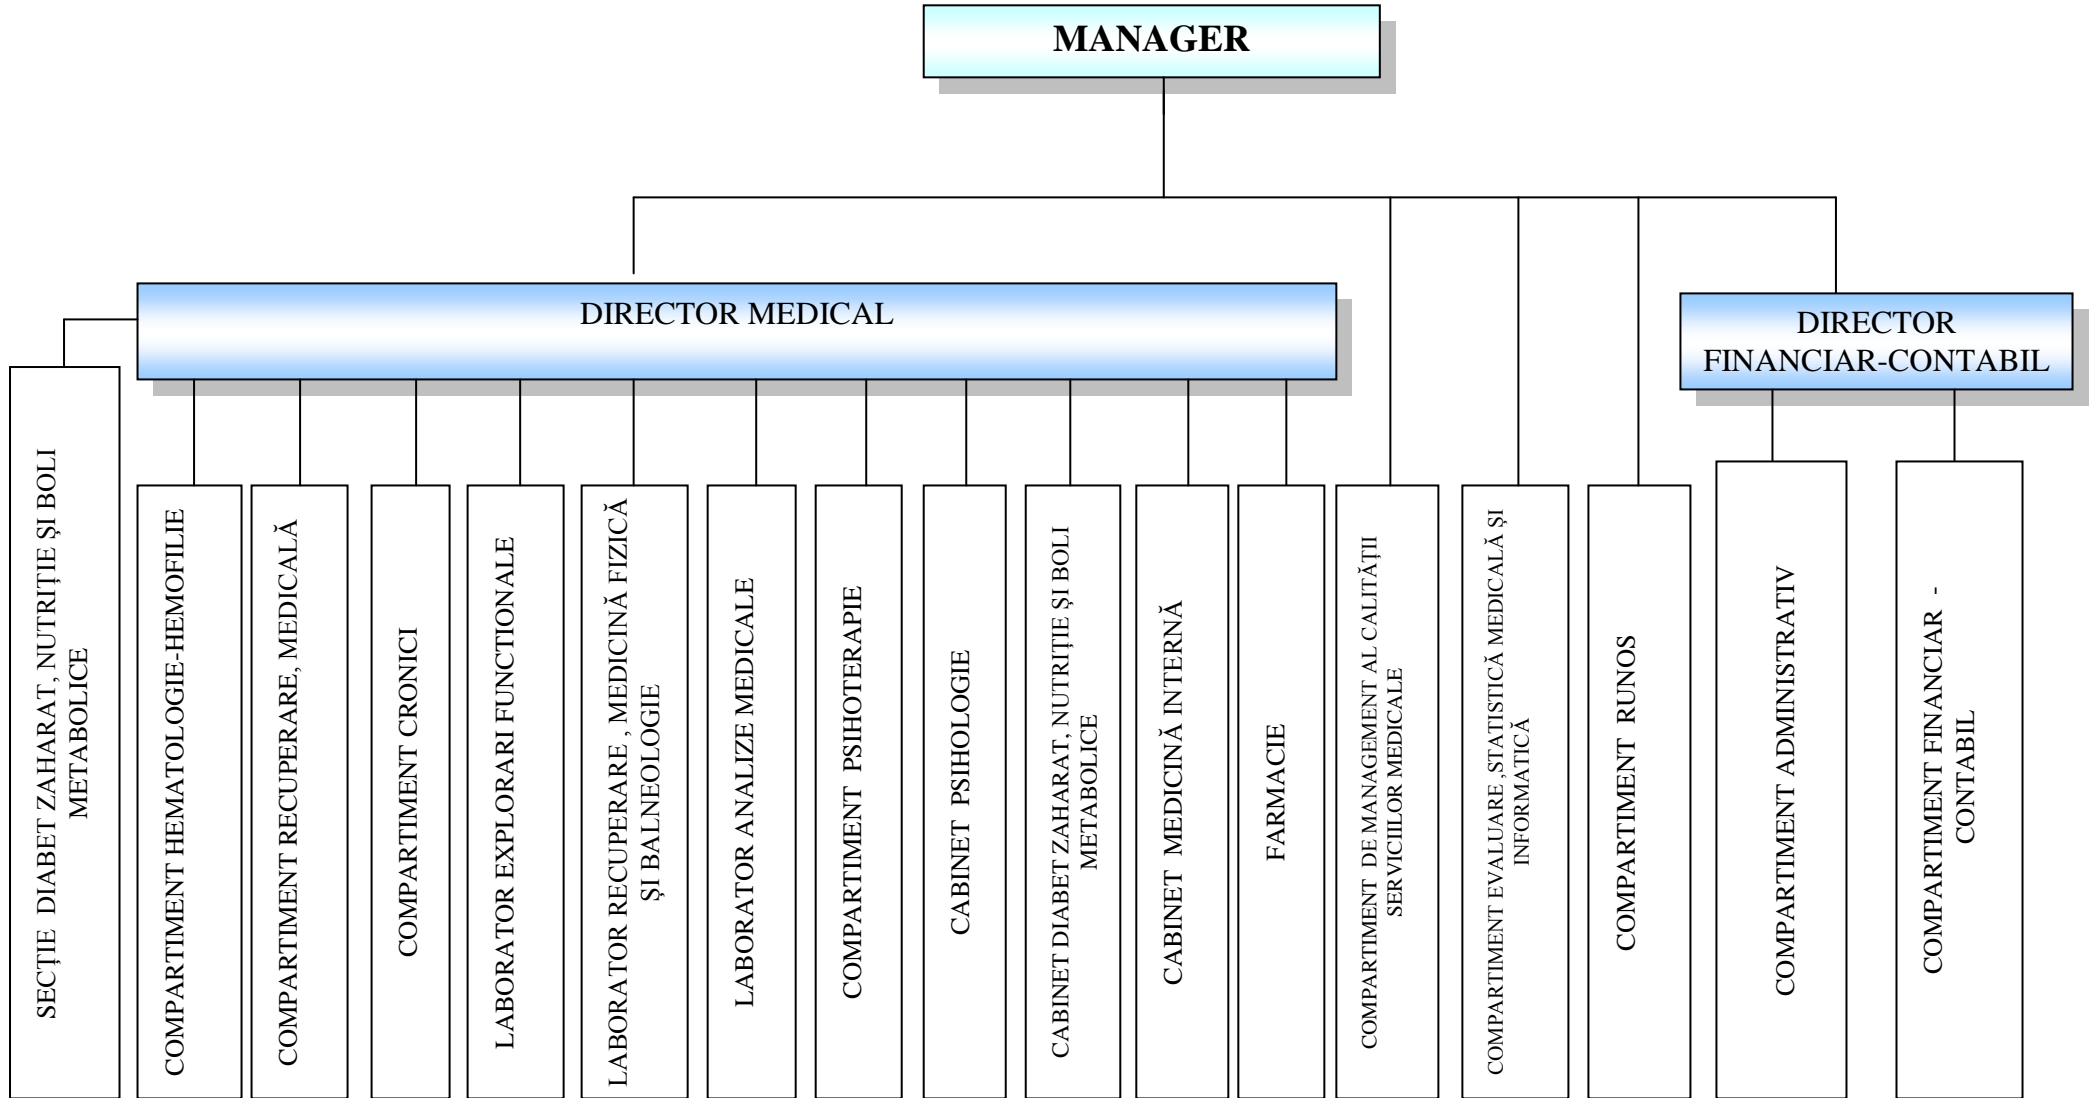 MANAGER
DIRECTOR MEDICAL
DIRECTOR
FINANCIAR-CONTABIL
SECȚIE DIABET ZAHARAT, NUTRIȚIE ȘI BOLI
METABOLICE
COMPARTIMENT HEMATOLOGIE-HEMOFILIE
COMPARTIMENT RECUPERARE, MEDICALĂ
COMPARTIMENT CRONICI
LABORATOR EXPLORARI FUNCTIONALE
LABORATOR RECUPERARE , MEDICINĂ FIZICĂ
ȘI BALNEOLOGIE
LABORATOR ANALIZE MEDICALE
COMPARTIMENT PSIHOTERAPIE
CABINET PSIHOLOGIE
CABINET DIABET ZAHARAT, NUTRIȚIE ȘI BOLI
METABOLICE
CABINET MEDICINĂ INTERNĂ
FARMACIE
COMPARTIMENT DE MANAGEMENT AL CALITĂȚII
SERVICIILOR MEDICALE
COMPARTIMENT EVALUARE ,STATISTICĂ MEDICALĂ ȘI
INFORMATICĂ
COMPARTIMENT RUNOS
COMPARTIMENT ADMINISTRATIV
COMPARTIMENT FINANCIAR -
CONTABIL